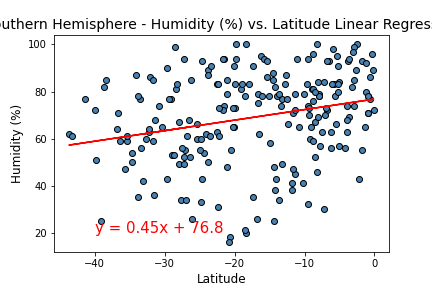 outhern Hemisphere - Humidity (%) vs. Latitude Linear Regres
100
80
60
40
20
Humidity (%)
y = 0.45x + 76.8
−40 −30 −20 −10 0
Latitude